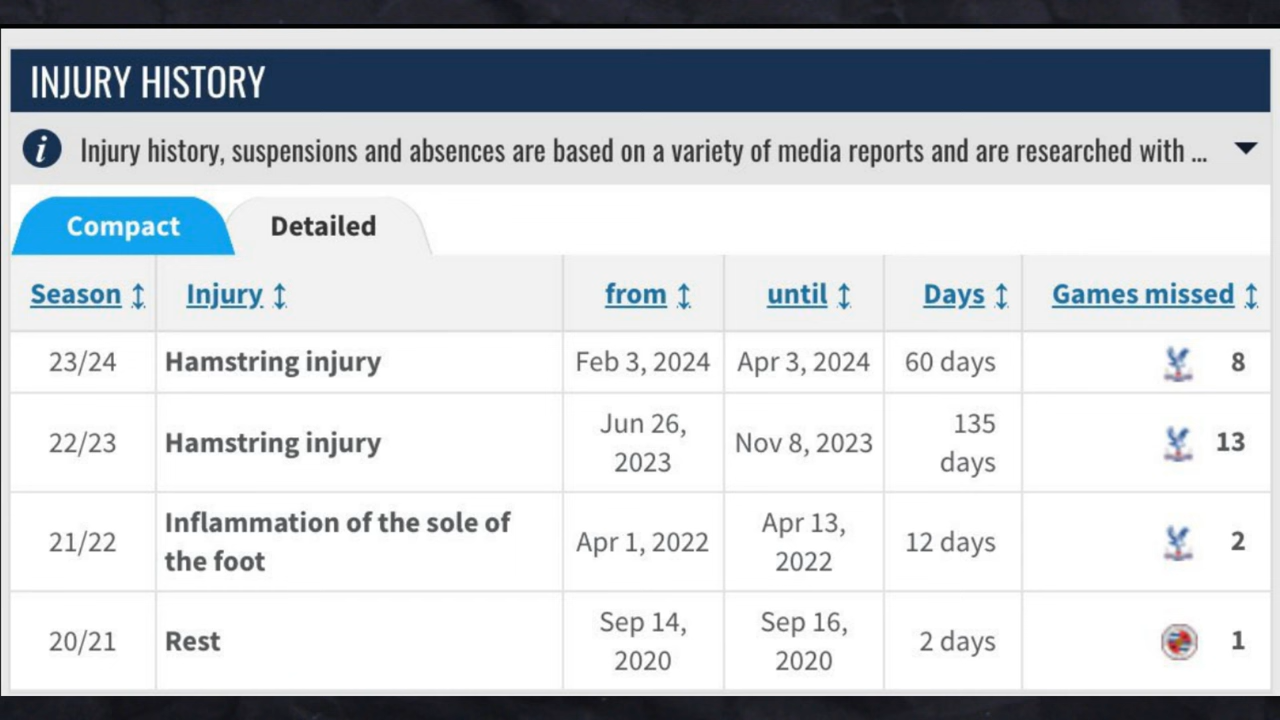 INJURY HISTORY
i Injury history, suspensions and absences are based on a variety of media reports and are researched with ...
Compact Detailed
Season ↕ Injury ↕ from ↕ until ↕ Days ↕ Games missed ↕
23/24 Hamstring injury Feb 3, 2024 Apr 3, 2024 60 days 8
22/23 Hamstring injury Jun 26, 2023 Nov 8, 2023 135 days 13
21/22 Inflammation of the sole of the foot Apr 1, 2022 Apr 13, 2022 12 days 2
20/21 Rest Sep 14, 2020 Sep 16, 2020 2 days 1